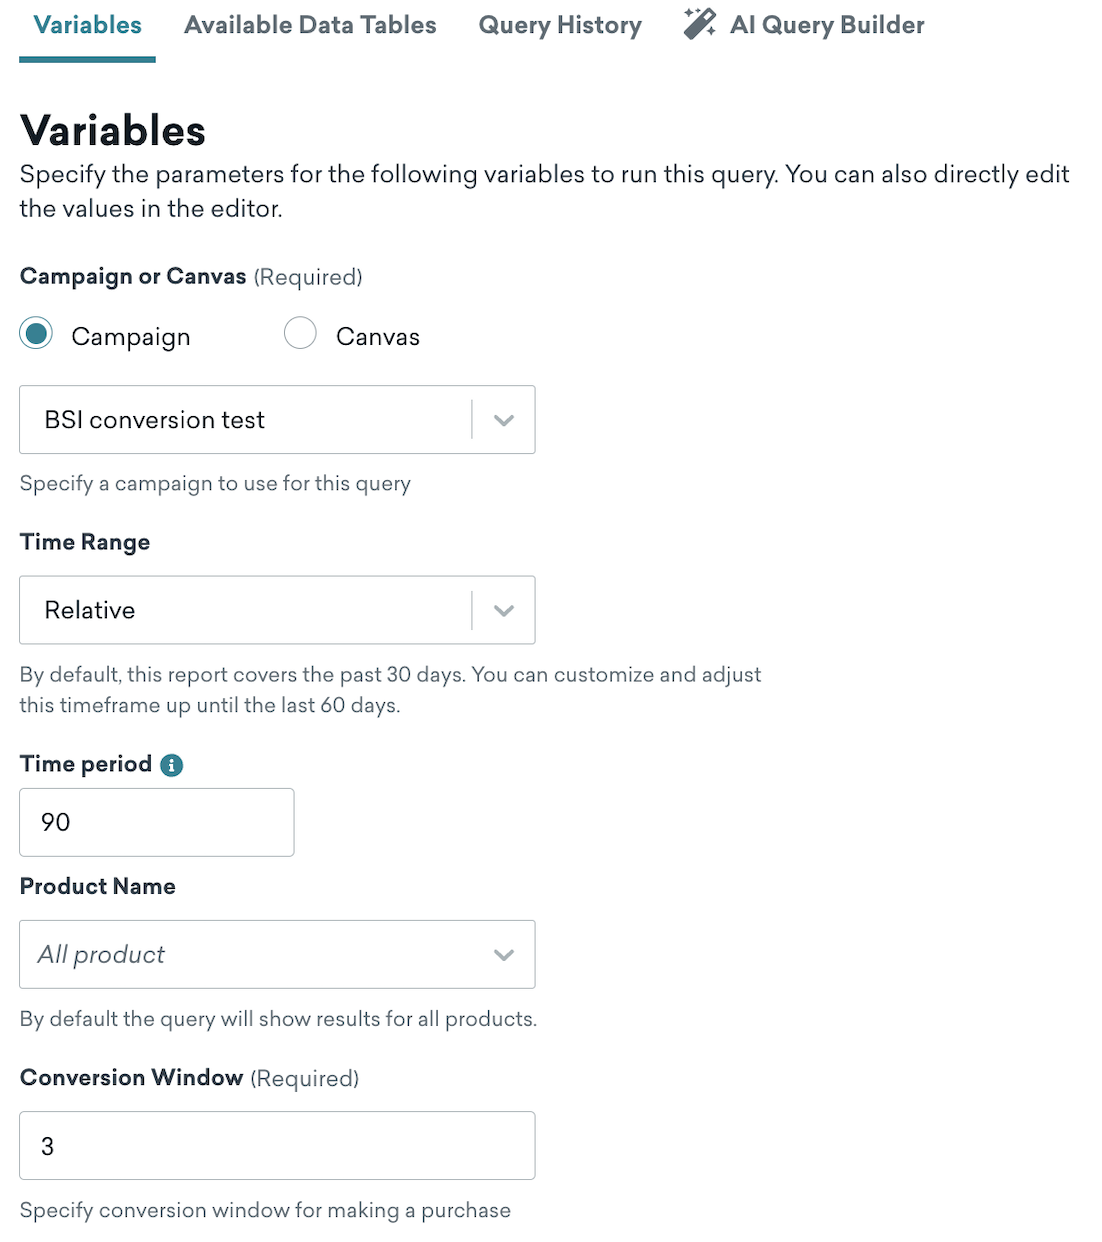 Variables Available Data Tables Query History AI Query Builder
Variables
Specify the parameters for the following variables to run this query. You can also directly edit
the values in the editor.
Campaign or Canvas (Required)
Campaign Canvas
BSI conversion test
Specify a campaign to use for this query
Time Range
Relative
By default, this report covers the past 30 days. You can customize and adjust
this timeframe up until the last 60 days.
Time period
90
Product Name
All product
By default the query will show results for all products.
Conversion Window (Required)
3
Specify conversion window for making a purchase